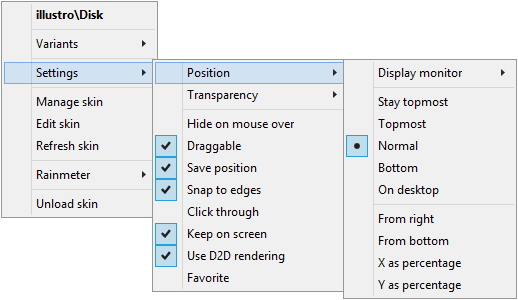 illustro\Disk
Variants
Settings
Manage skin
Edit skin
Refresh skin
Rainmeter
Unload skin
Position
Transparency
Hide on mouse over
Draggable
Save position
Snap to edges
Click through
Keep on screen
Use D2D rendering
Favorite
Display monitor
Stay topmost
Topmost
Normal
Bottom
On desktop
From right
From bottom
X as percentage
Y as percentage